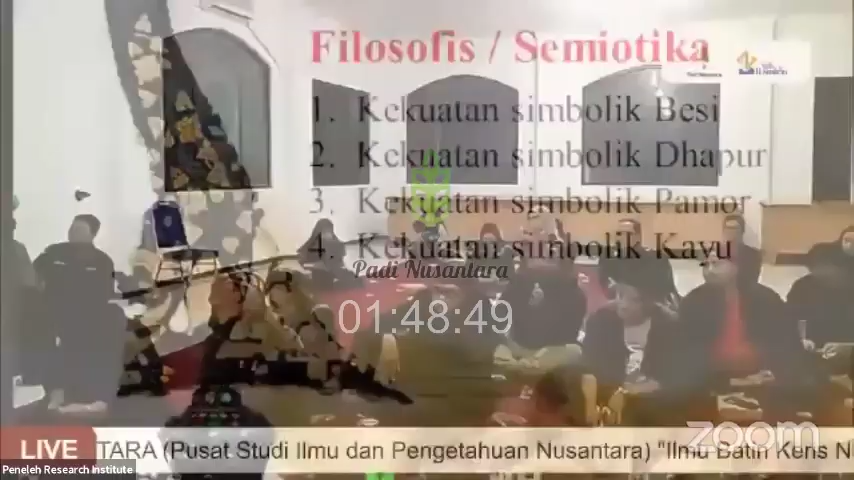 Filosofis / Semiotika
1. Kekuatan simbolik Besi
2. Kekuatan simbolik Dhapur
3. Kekuatan simbolik Pamor
4. Kekuatan simbolik Kayu
Padi Nusantara
01:48:49
zoom
LIVE TARA (Pusat Studi Ilmu dan Pengetahuan Nusantara) "Ilmu Batin Keris N
Peneleh Research Institute